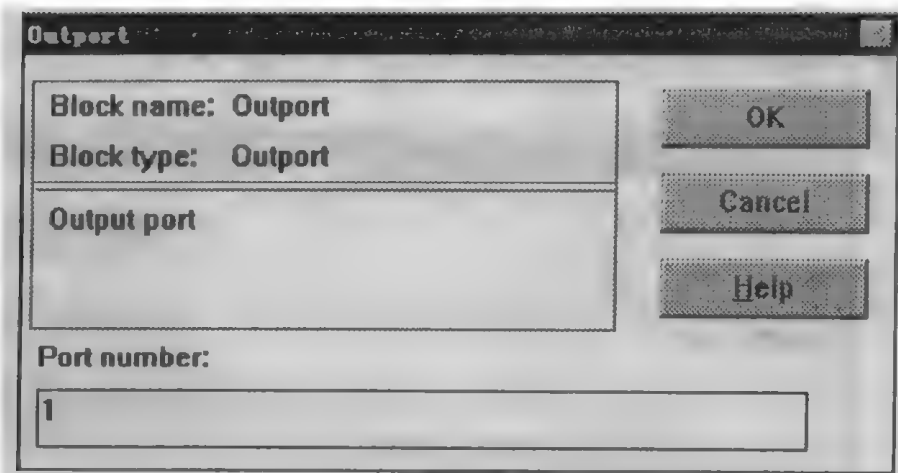 Outport
Block name: Outport
Block type: Outport
Output port
OK
Cancel
Help
Port number:
1